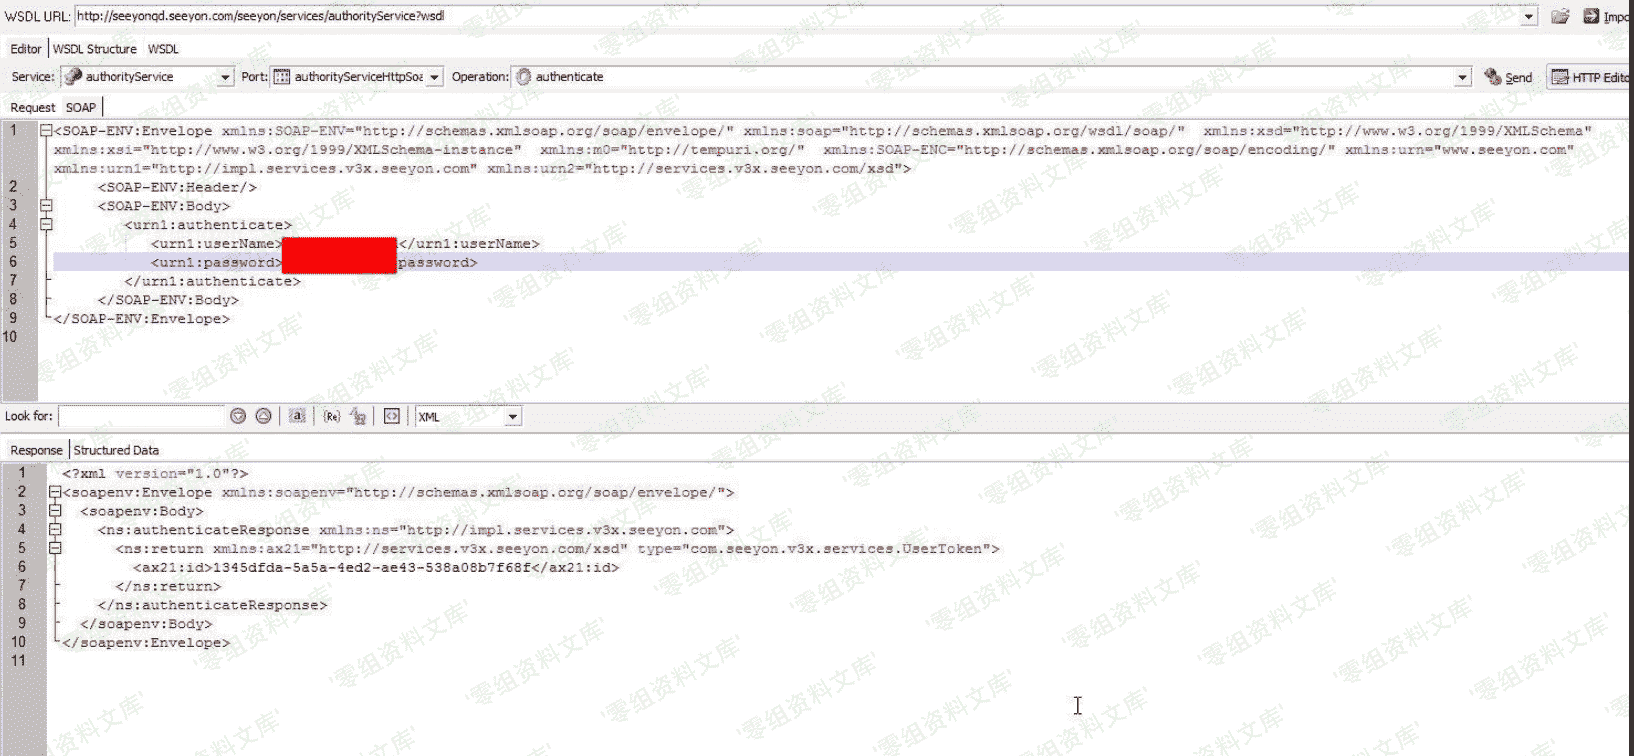 WSDL URL: http://seeyonqd.seeyon.com/seeyon/services/authorityService?wsdl
Editor WSDL Structure WSDL
Service: authorityService Port: authorityServiceHttpSoa Operation: authenticate Send HTTP Edito
Request SOAP
1 <SOAP-ENV:Envelope xmlns:SOAP-ENV="http://schemas.xmlsoap.org/soap/envelope/" xmlns:soap="http://schemas.xmlsoap.org/wsdl/soap/" xmlns:xsd="http://www.w3.org/1999/XMLSchema"
xmlns:xsi="http://www.w3.org/1999/XMLSchema-instance" xmlns:m0="http://tempuri.org/" xmlns:SOAP-ENC="http://schemas.xmlsoap.org/soap/encoding/" xmlns:urn="www.seeyon.com"
xmlns:urn1="http://impl.services.v3x.seeyon.com" xmlns:urn2="http://services.v3x.seeyon.com/xsd">
2 <SOAP-ENV:Header/>
3 <SOAP-ENV:Body>
4 <urn1:authenticate>
5 <urn1:userName> </urn1:userName>
6 <urn1:password> password>
7 </urn1:authenticate>
8 </SOAP-ENV:Body>
9 </SOAP-ENV:Envelope>
10
Look for: XML
Response Structured Data
1 <?xml version="1.0"?>
2 <soapenv:Envelope xmlns:soapenv="http://schemas.xmlsoap.org/soap/envelope/">
3 <soapenv:Body>
4 <ns:authenticateResponse xmlns:ns="http://impl.services.v3x.seeyon.com">
5 <ns:return xmlns:ax21="http://services.v3x.seeyon.com/xsd" type="com.seeyon.v3x.services.UserToken">
6 <ax21:id>1345dfda-5a5a-4ed2-ae43-538a08b7f68f</ax21:id>
7 </ns:return>
8 </ns:authenticateResponse>
9 </soapenv:Body>
10 </soapenv:Envelope>
11
'零组资料文库'